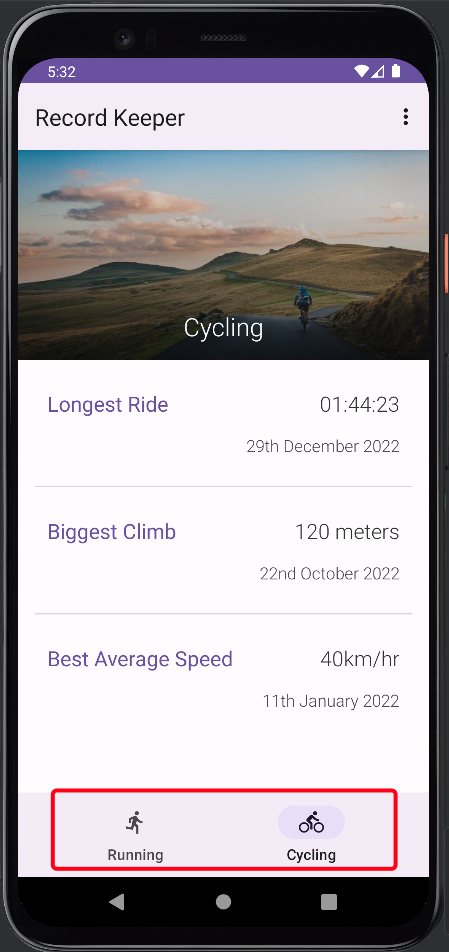 5:32
Record Keeper
Cycling
Longest Ride 01:44:23
29th December 2022
Biggest Climb 120 meters
22nd October 2022
Best Average Speed 40km/hr
11th January 2022
Running Cycling